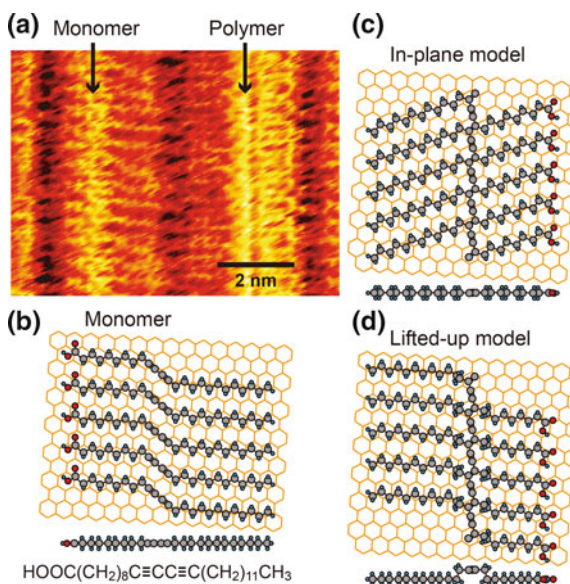 (a)
Monomer
Polymer
2 nm
(b)
Monomer
HOOC(CH2)8C≡CC≡C(CH2)11CH3
(c)
In-plane model
(d)
Lifted-up model